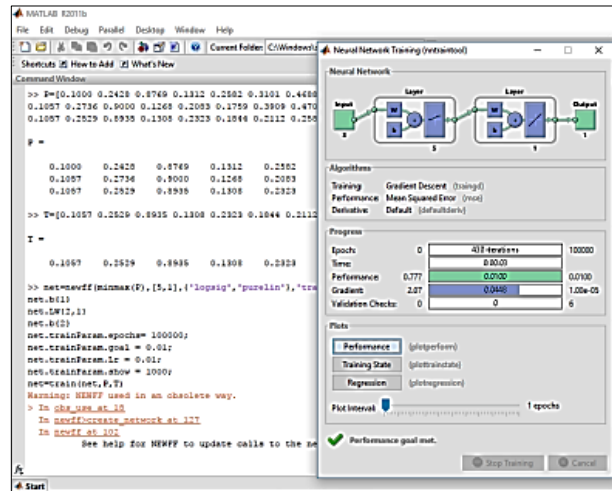 MATLAB R2011b
File Edit Debug Parallel Desktop Window Help
Current Folder: C:\Windows\s
Shortcuts How to Add What's New
Command Window
>> P=[0.1000 0.2428 0.8769 0.1312 0.2582 0.3101 0.4688
0.1057 0.2736 0.9000 0.1268 0.2083 0.1759 0.3909 0.470
0.1057 0.2529 0.8935 0.1308 0.2323 0.1844 0.2112 0.258
P =
0.1000 0.2428 0.8769 0.1312 0.2582
0.1057 0.2736 0.9000 0.1268 0.2083
0.1057 0.2529 0.8935 0.1308 0.2323
>> T=[0.1057 0.2529 0.8935 0.1308 0.2323 0.1844 0.2112
T =
0.1057 0.2529 0.8935 0.1308 0.2323
>> net=newff(minmax(P),[5,1],{"logsig","purelin"},"tra
net.b{1}
net.LW{2,1}
net.b{2}
net.trainParam.epochs= 100000;
net.trainParam.goal = 0.01;
net.trainParam.lr = 0.01;
net.trainParam.show = 1000;
net=train(net,P,T)
Warning: NEWFF used in an obsolete way.
> In obs_use at 18
In newff>create_network at 127
In newff at 102
See help for NEWFF to update calls to the ne
fx
Start
Neural Network Training (nntraintool)
Neural Network
Layer Layer
Input Output
W W
b b
3 5 1 1
Algorithms
Training: Gradient Descent (traingd)
Performance: Mean Squared Error (mse)
Derivative: Default (defaultderiv)
Progress
Epoch: 0 iterations 100000
Time: 0:00:03
Performance: 0.777 0.0100 0.0100
Gradient: 2.07 0.0448 1.00e-05
Validation Checks: 0 0 6
Plots
Performance (plotperform)
Training State (plottrainstate)
Regression (plotregression)
Plot Interval: 1 epochs
Performance goal met.
Stop Training Cancel